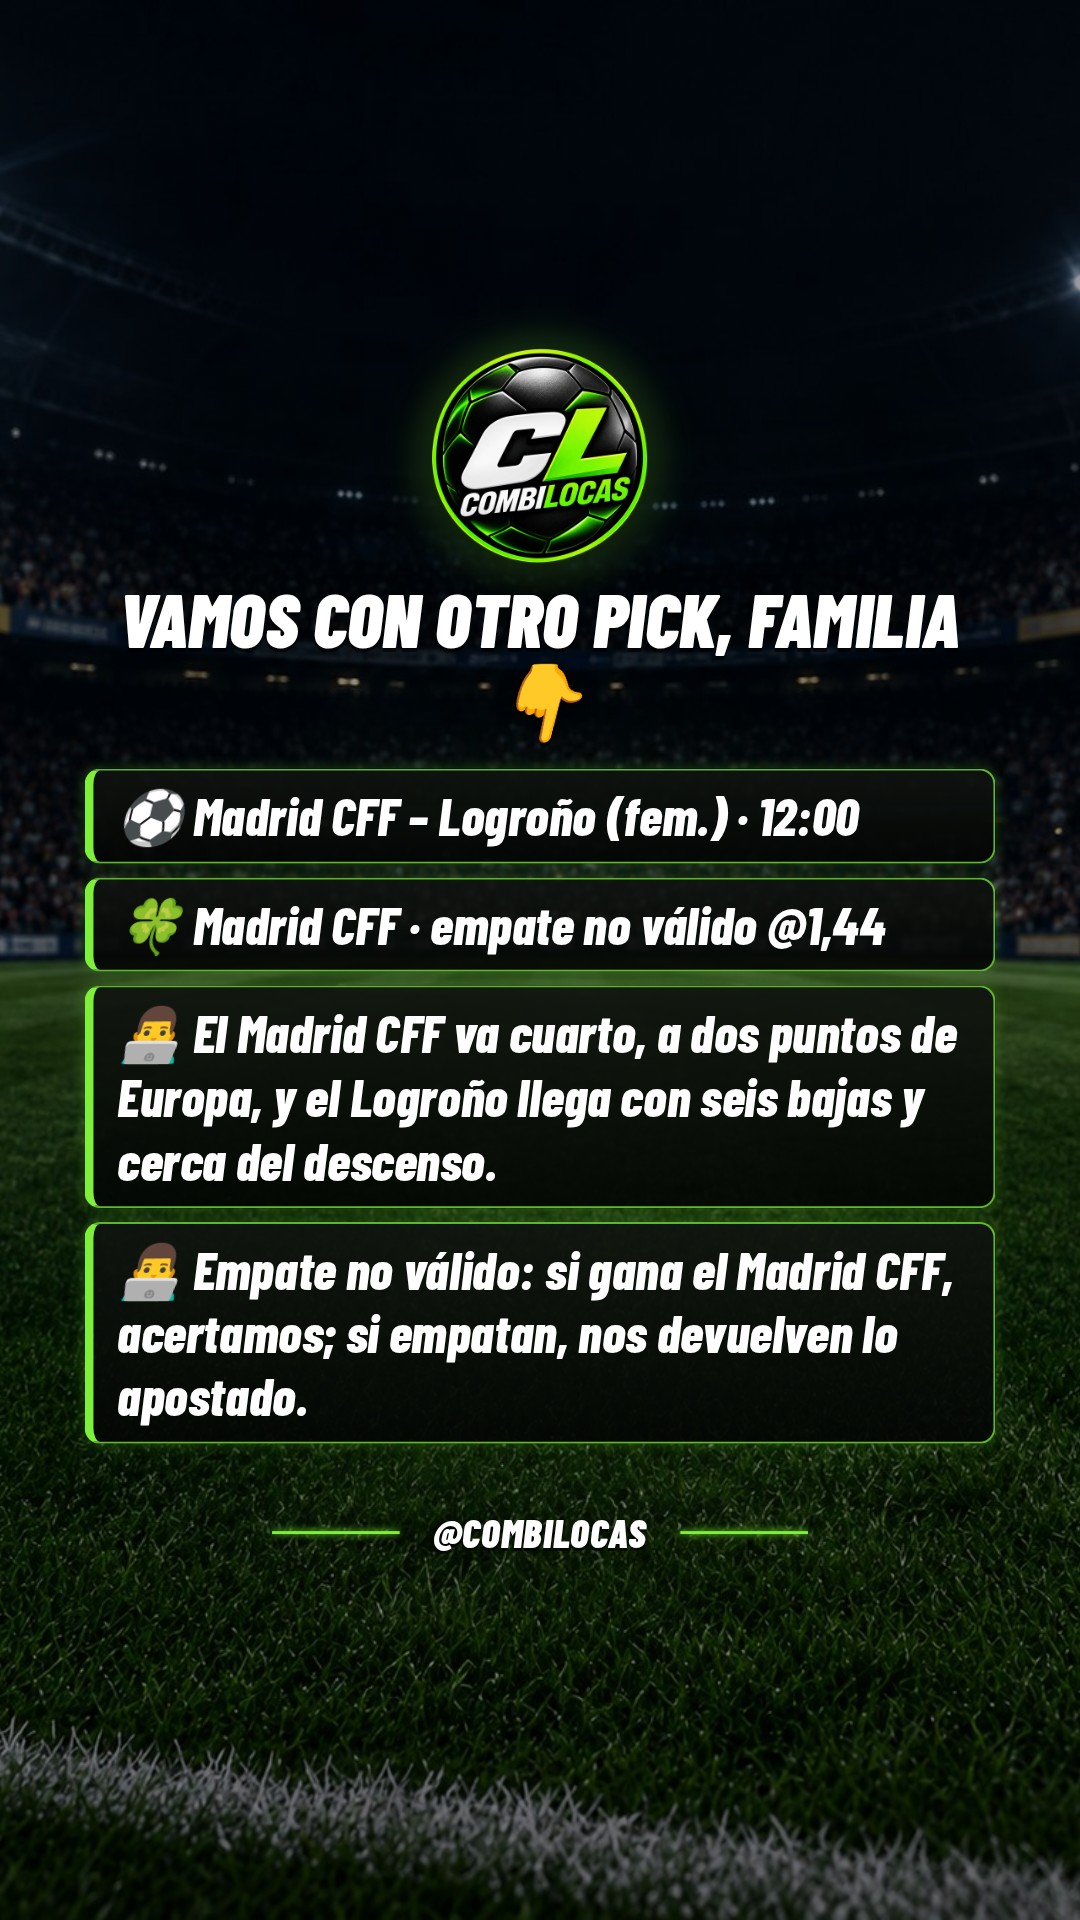 CL
COMBILOCAS
VAMOS CON OTRO PICK, FAMILIA
👇
⚽ Madrid CFF – Logroño (fem.) · 12:00
🍀 Madrid CFF · empate no válido @1,44
👨‍💻 El Madrid CFF va cuarto, a dos puntos de
Europa, y el Logroño llega con seis bajas y
cerca del descenso.
👨‍💻 Empate no válido: si gana el Madrid CFF,
acertamos; si empatan, nos devuelven lo
apostado.
@COMBILOCAS